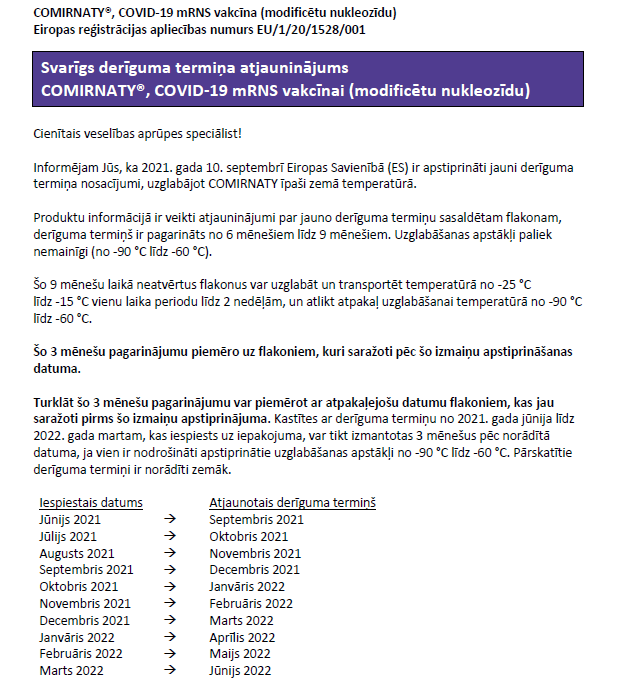 COMIRNATY®, COVID-19 mRNS vakcīna (modificētu nukleozīdu)
Eiropas reģistrācijas apliecības numurs EU/1/20/1528/001
Svarīgs derīguma termiņa atjauninājums
COMIRNATY®, COVID-19 mRNS vakcīnai (modificētu nukleozīdu)
Cienītais veselības aprūpes speciālist!
Informējam Jūs, ka 2021. gada 10. septembrī Eiropas Savienībā (ES) ir apstiprināti jauni derīguma
termiņa nosacījumi, uzglabājot COMIRNATY īpaši zemā temperatūrā.
Produktu informācijā ir veikti atjauninājumi par jauno derīguma termiņu sasaldētam flakonam,
derīguma termiņš ir pagarināts no 6 mēnešiem līdz 9 mēnešiem. Uzglabāšanas apstākļi paliek
nemainīgi (no -90 °C līdz -60 °C).
Šo 9 mēnešu laikā neatvērtus flakonus var uzglabāt un transportēt temperatūrā no -25 °C
līdz -15 °C vienu laika periodu līdz 2 nedēļām, un atlikt atpakaļ uzglabāšanai temperatūrā no -90 °C
līdz -60 °C.
Šo 3 mēnešu pagarinājumu piemēro uz flakoniem, kuri saražoti pēc šo izmaiņu apstiprināšanas
datuma.
Turklāt šo 3 mēnešu pagarinājumu var piemērot ar atpakaļejošu datumu flakoniem, kas jau
saražoti pirms šo izmaiņu apstiprinājuma. Kastītes ar derīguma termiņu no 2021. gada jūnija līdz
2022. gada martam, kas iespiests uz iepakojuma, var tikt izmantotas 3 mēnešus pēc norādītā
datuma, ja vien ir nodrošināti apstiprinātie uzglabāšanas apstākļi no -90 °C līdz -60 °C. Pārskatītie
derīguma termiņi ir norādīti zemāk.
Iespiestais datums Atjaunotais derīguma termiņš
Jūnijs 2021 → Septembris 2021
Jūlijs 2021 → Oktobris 2021
Augusts 2021 → Novembris 2021
Septembris 2021 → Decembris 2021
Oktobris 2021 → Janvāris 2022
Novembris 2021 → Februāris 2022
Decembris 2021 → Marts 2022
Janvāris 2022 → Aprīlis 2022
Februāris 2022 → Maijs 2022
Marts 2022 → Jūnijs 2022